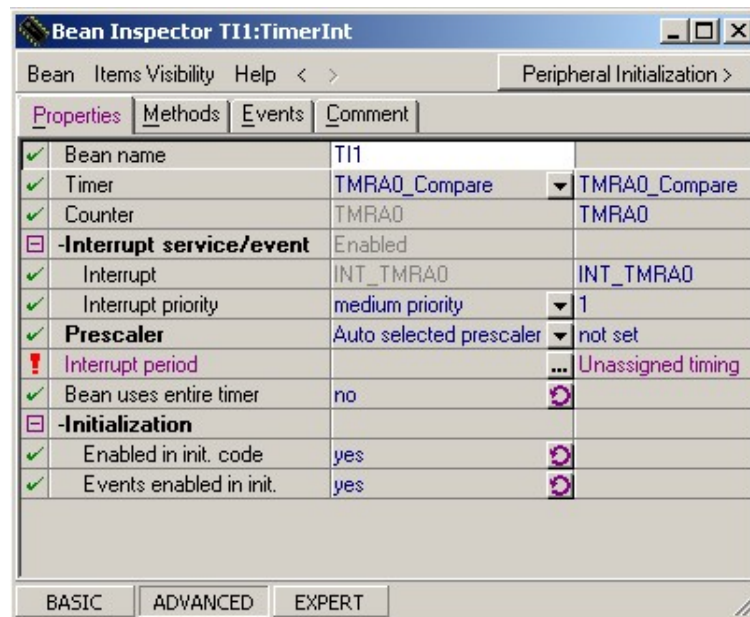 Bean Inspector TI1:TimerInt
Bean Items Visibility Help < > Peripheral Initialization >
Properties Methods Events Comment
Bean name TI1
Timer TMRA0_Compare TMRA0_Compare
Counter TMRA0 TMRA0
-Interrupt service/event Enabled
Interrupt INT_TMRA0 INT_TMRA0
Interrupt priority medium priority 1
Prescaler Auto selected prescaler not set
Interrupt period ... Unassigned timing
Bean uses entire timer no
-Initialization
Enabled in init. code yes
Events enabled in init. yes
BASIC ADVANCED EXPERT